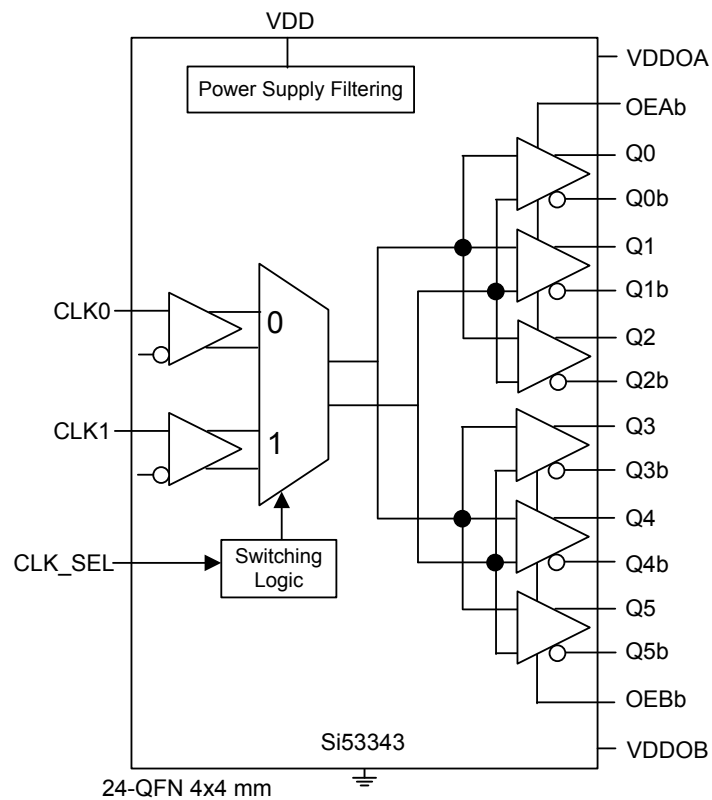 VDD
Power Supply Filtering
VDDOA
OEAb
Q0
Q0b
Q1
Q1b
Q2
Q2b
CLK0
0
CLK1
1
CLK_SEL
Switching
Logic
Q3
Q3b
Q4
Q4b
Q5
Q5b
OEBb
Si53343
VDDOB
24-QFN 4x4 mm